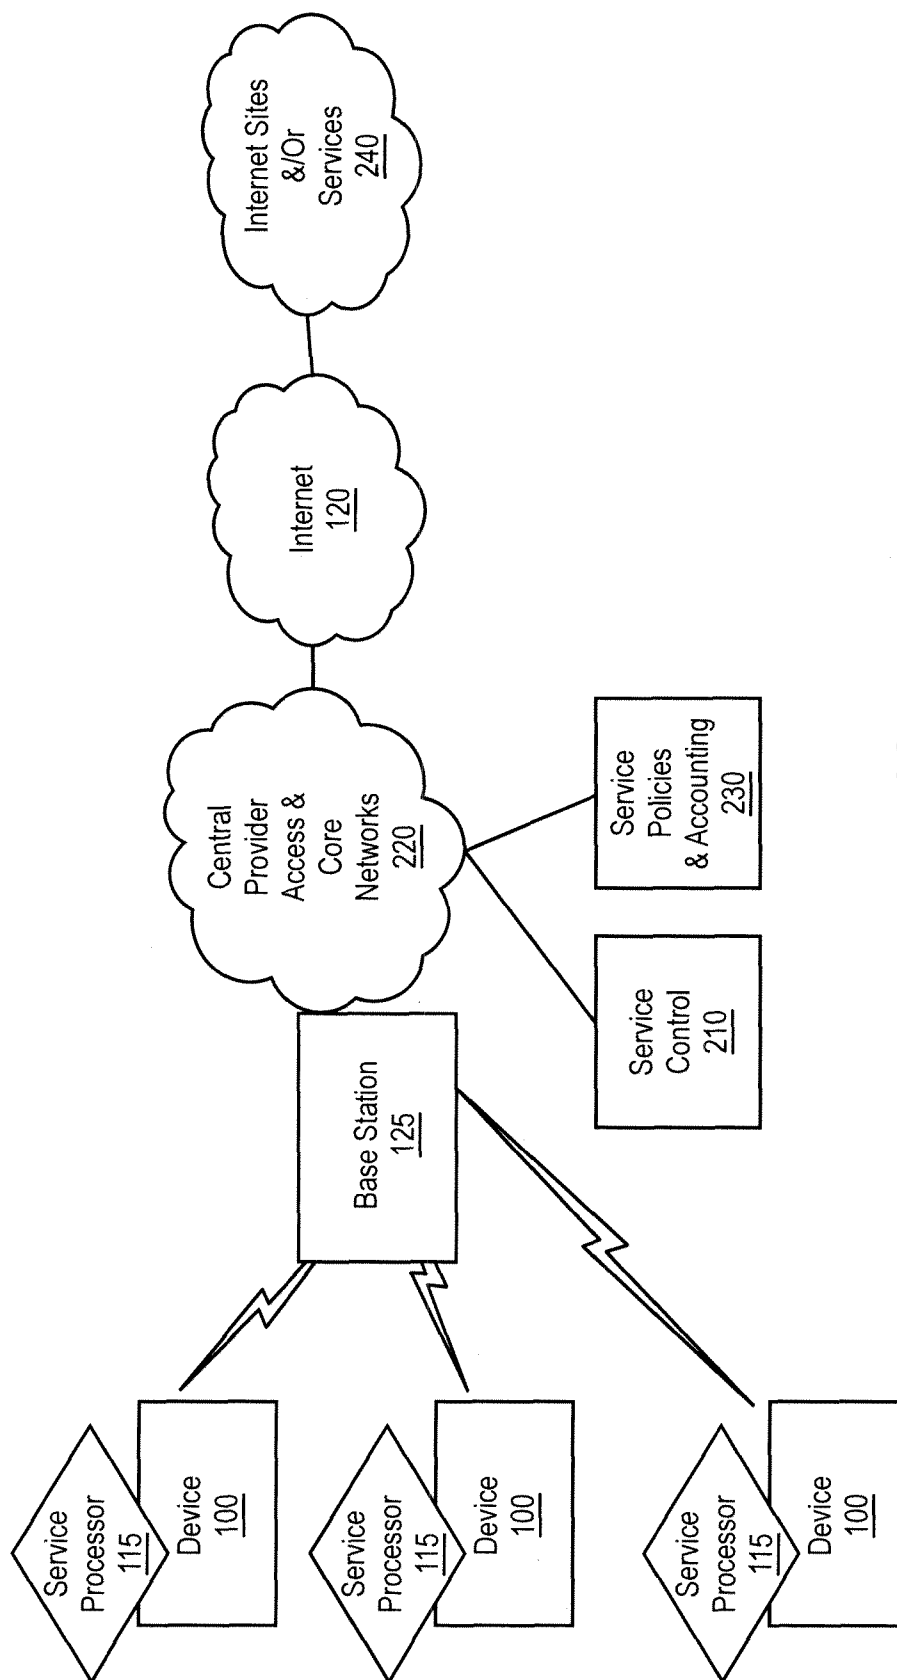 Service
Processor
115
Device
100
Service
Processor
115
Device
100
Service
Processor
115
Device
100
Base Station
125
Central
Provider
Access &
Core
Networks
220
Service
Control
210
Service
Policies
& Accounting
230
Internet
120
Internet Sites
&/Or
Services
240